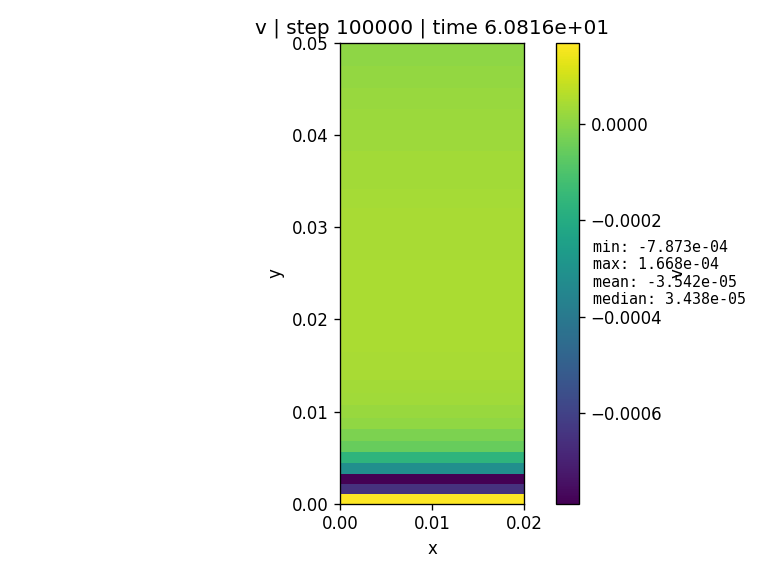 v | step 100000 | time 6.0816e+01
0.05
0.04
0.03
0.02
0.01
0.00
y
0.00
0.01
0.02
x
0.0000
−0.0002
−0.0004
−0.0006
v
min: -7.873e-04
max: 1.668e-04
mean: -3.542e-05
median: 3.438e-05